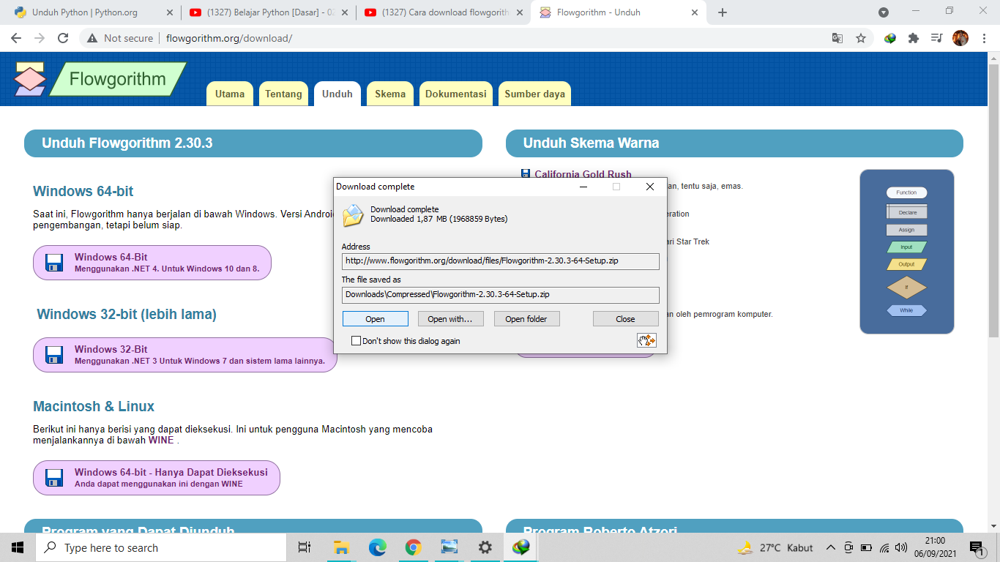 Unduh Python | Python.org
(1327) Belajar Python [Dasar] - 02
(1327) Cara download flowgorith
Flowgorithm - Unduh
Not secure
flowgorithm.org/download/
Flowgorithm
Utama
Tentang
Unduh
Skema
Dokumentasi
Sumber daya
Unduh Flowgorithm 2.30.3
Windows 64-bit
Saat ini, Flowgorithm hanya berjalan di bawah Windows. Versi Androi
pengembangan, tetapi belum siap.
Windows 64-Bit
Menggunakan .NET 4. Untuk Windows 10 dan 8.
Windows 32-bit (lebih lama)
Windows 32-Bit
Menggunakan .NET 3 Untuk Windows 7 dan sistem lama lainnya.
Macintosh & Linux
Berikut ini hanya berisi yang dapat dieksekusi. Ini untuk pengguna Macintosh yang mencoba
menjalankannya di bawah WINE .
Windows 64-bit - Hanya Dapat Dieksekusi
Anda dapat menggunakan ini dengan WINE
Program yang Dapat Diunduh
Unduh Skema Warna
California Gold Rush
an, tentu saja, emas.
eration
ari Star Trek
an oleh pemrogram komputer.
Function
Declare
Assign
Input
Output
If
While
Program Roberto Atzori
Download complete
Download complete
Downloaded 1,87 MB (1968859 Bytes)
Address
http://www.flowgorithm.org/download/files/Flowgorithm-2.30.3-64-Setup.zip
The file saved as
Downloads\Compressed\Flowgorithm-2.30.3-64-Setup.zip
Open
Open with...
Open folder
Close
Don't show this dialog again
Type here to search
27°C Kabut
21:00
06/09/2021
1